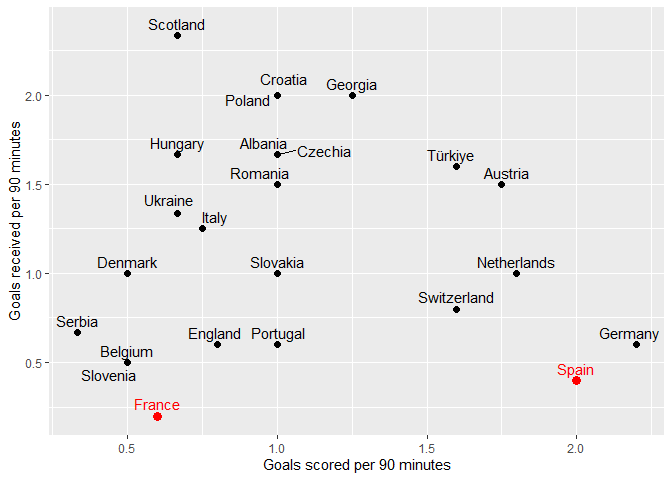 Scotland
Croatia
Georgia
Poland
2.0
Hungary
Albania
Czechia
Türkiye
Romania
Austria
1.5
Ukraine
Italy
Goals received per 90 minutes
Denmark
Slovakia
Netherlands
1.0
Switzerland
Serbia
England
Portugal
Germany
Belgium
0.5
Spain
Slovenia
France
0.5
1.0
1.5
2.0
Goals scored per 90 minutes